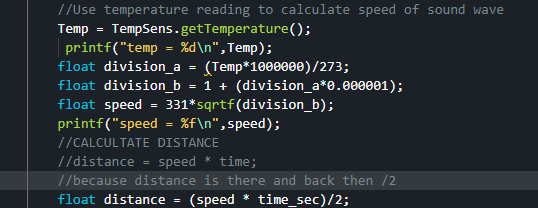 //Use temperature reading to calculate speed of sound wave
Temp = TempSens.getTemperature();
printf("temp = %d\n",Temp);
float division_a = (Temp*1000000)/273;
float division_b = 1 + (division_a*0.000001);
float speed = 331*sqrtf(division_b);
printf("speed = %f\n",speed);
//CALCULTATE DISTANCE
//distance = speed * time;
//because distance is there and back then /2
float distance = (speed * time_sec)/2;